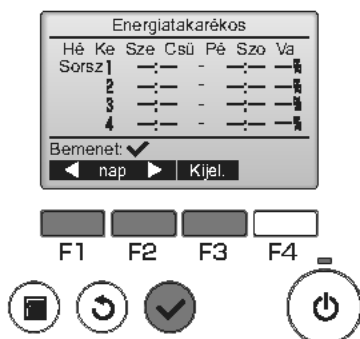 Energiatakarékos
Hé Ke Sze Csü Pé Szo Va
Sorsz 1 --:-- - --:--
2 --:-- - --:--
3 --:-- - --:--
4 --:-- - --:--
Bemenet: ✓
◀ nap ▶ Kijel.
F1 F2 F3 F4